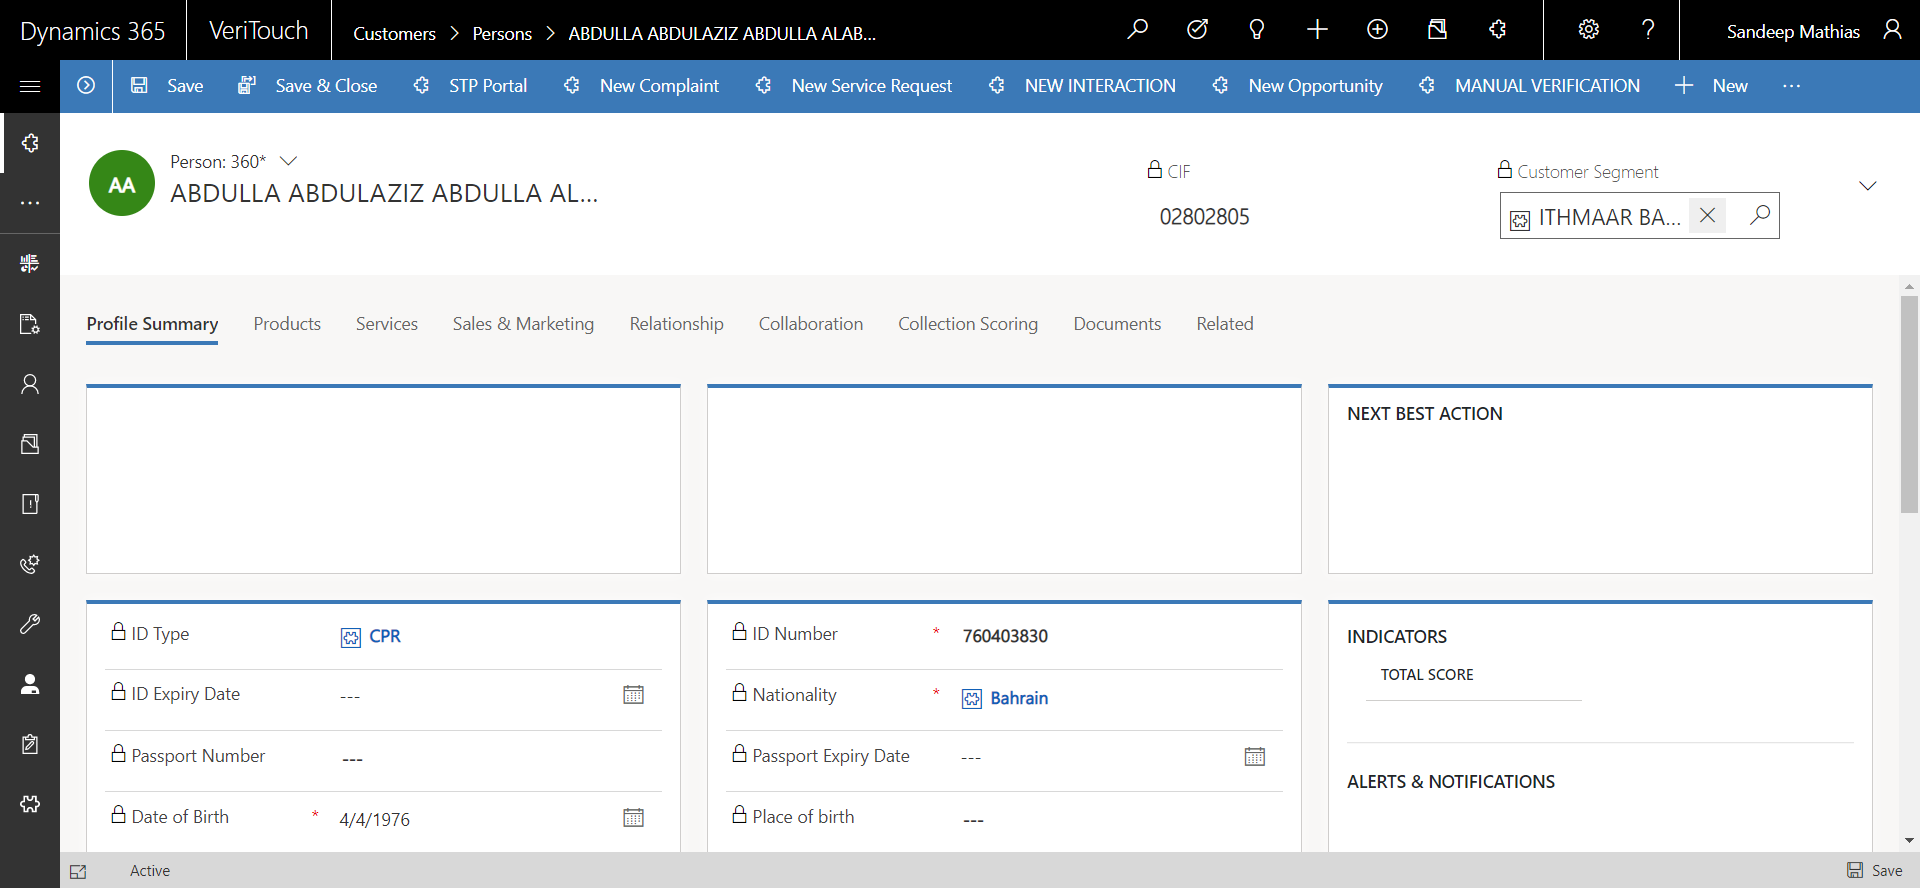 Dynamics 365 VeriTouch Customers > Persons > ABDULLA ABDULAZIZ ABDULLA ALAB... Sandeep Mathias
Save Save & Close STP Portal New Complaint New Service Request NEW INTERACTION New Opportunity MANUAL VERIFICATION New ...
AA
Person: 360*
ABDULLA ABDULAZIZ ABDULLA AL...
CIF
02802805
Customer Segment
ITHMAAR BA...
Profile Summary Products Services Sales & Marketing Relationship Collaboration Collection Scoring Documents Related
NEXT BEST ACTION
ID Type CPR
ID Expiry Date ---
Passport Number ---
Date of Birth * 4/4/1976
ID Number * 760403830
Nationality * Bahrain
Passport Expiry Date ---
Place of birth ---
INDICATORS
TOTAL SCORE
ALERTS & NOTIFICATIONS
Active Save